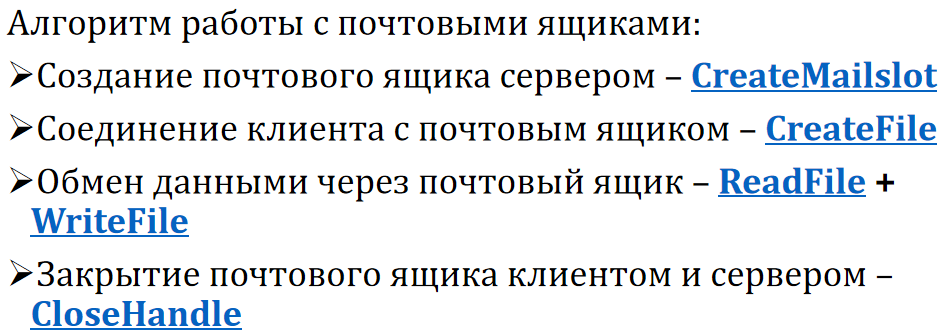 Алгоритм работы с почтовыми ящиками:
➢Создание почтового ящика сервером – CreateMailslot
➢Соединение клиента с почтовым ящиком – CreateFile
➢Обмен данными через почтовый ящик – ReadFile +
WriteFile
➢Закрытие почтового ящика клиентом и сервером –
CloseHandle